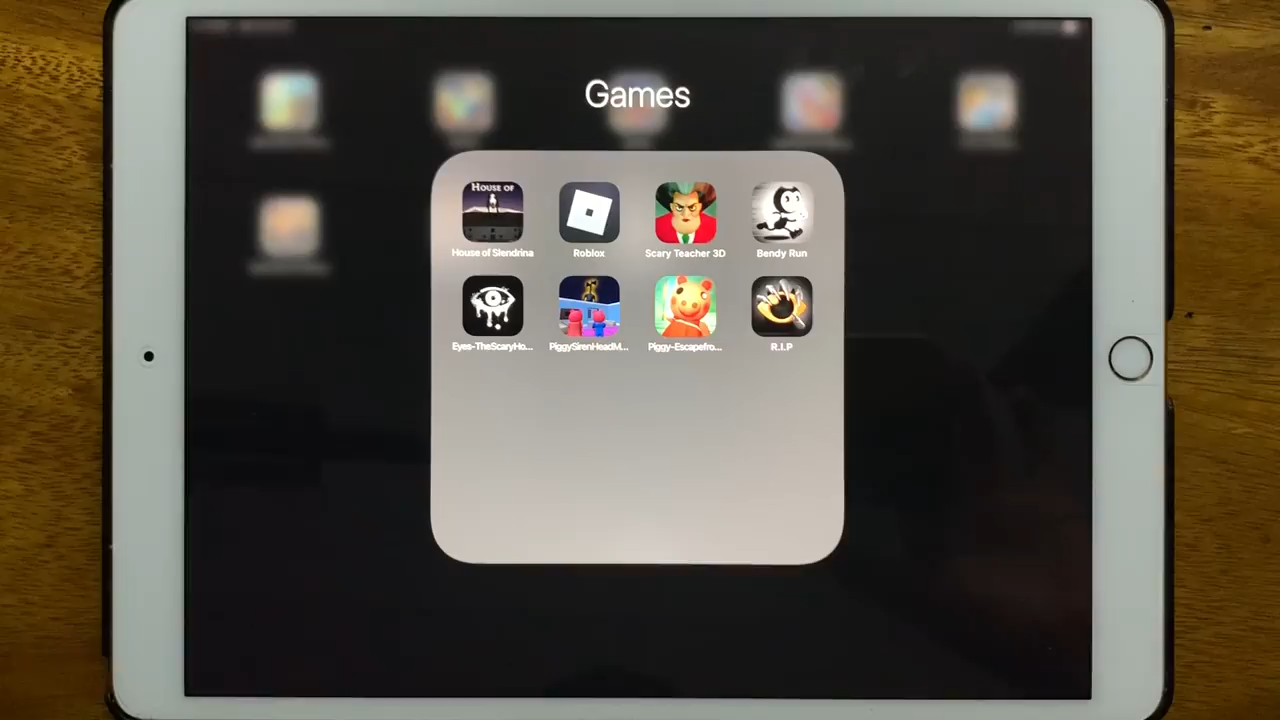 Games
HOUSE OF
House of Slendrina
Roblox
Scary Teacher 3D
Bendy Run
Eyes-TheScaryHo...
PiggySirenHeadM...
Piggy-Escapefro...
R.I.P